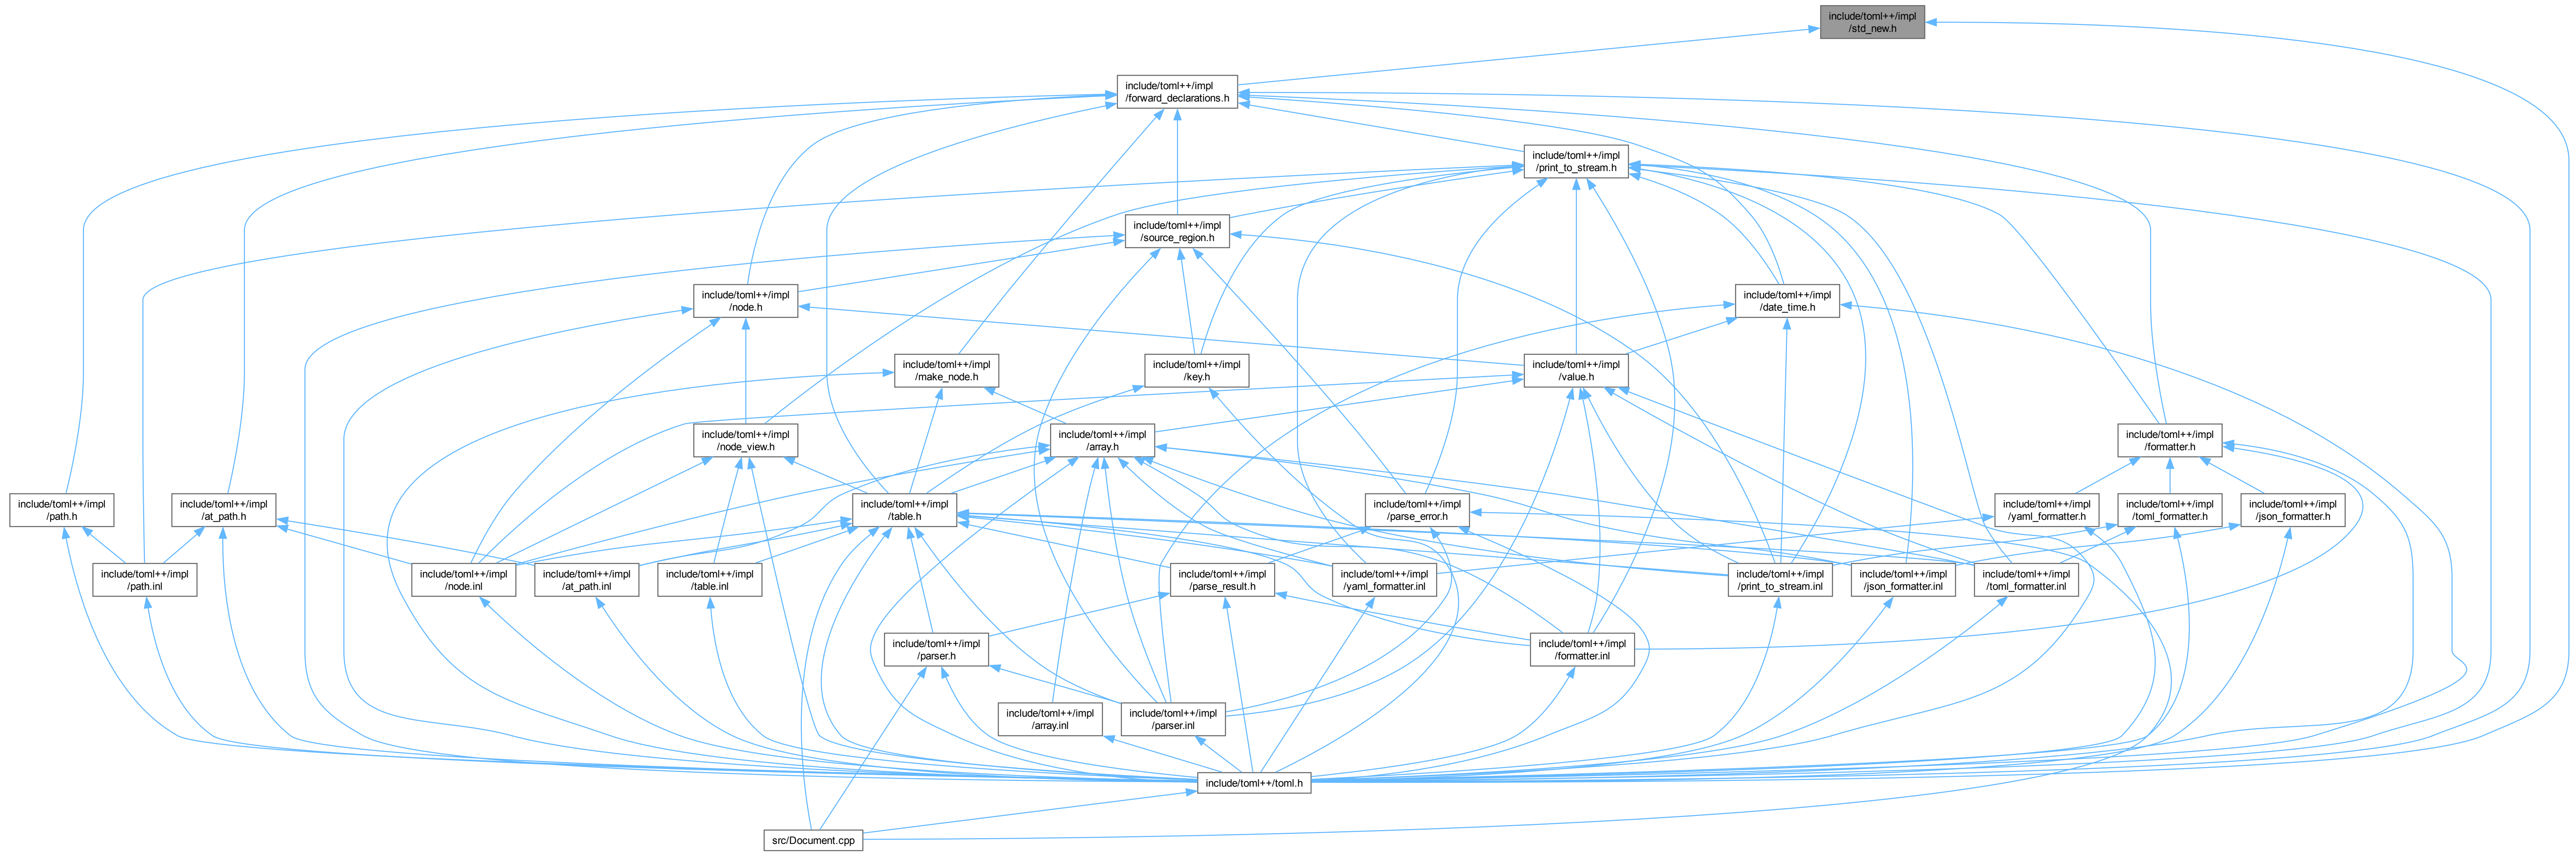 include/toml++/impl
/std_new.h
include/toml++/impl
/forward_declarations.h
include/toml++/impl
/print_to_stream.h
include/toml++/impl
/source_region.h
include/toml++/impl
/node.h
include/toml++/impl
/date_time.h
include/toml++/impl
/make_node.h
include/toml++/impl
/key.h
include/toml++/impl
/value.h
include/toml++/impl
/node_view.h
include/toml++/impl
/array.h
include/toml++/impl
/formatter.h
include/toml++/impl
/path.h
include/toml++/impl
/at_path.h
include/toml++/impl
/table.h
include/toml++/impl
/parse_error.h
include/toml++/impl
/yaml_formatter.h
include/toml++/impl
/toml_formatter.h
include/toml++/impl
/json_formatter.h
include/toml++/impl
/path.inl
include/toml++/impl
/node.inl
include/toml++/impl
/at_path.inl
include/toml++/impl
/table.inl
include/toml++/impl
/parse_result.h
include/toml++/impl
/yaml_formatter.inl
include/toml++/impl
/print_to_stream.inl
include/toml++/impl
/json_formatter.inl
include/toml++/impl
/toml_formatter.inl
include/toml++/impl
/parser.h
include/toml++/impl
/formatter.inl
include/toml++/impl
/array.inl
include/toml++/impl
/parser.inl
include/toml++/toml.h
src/Document.cpp